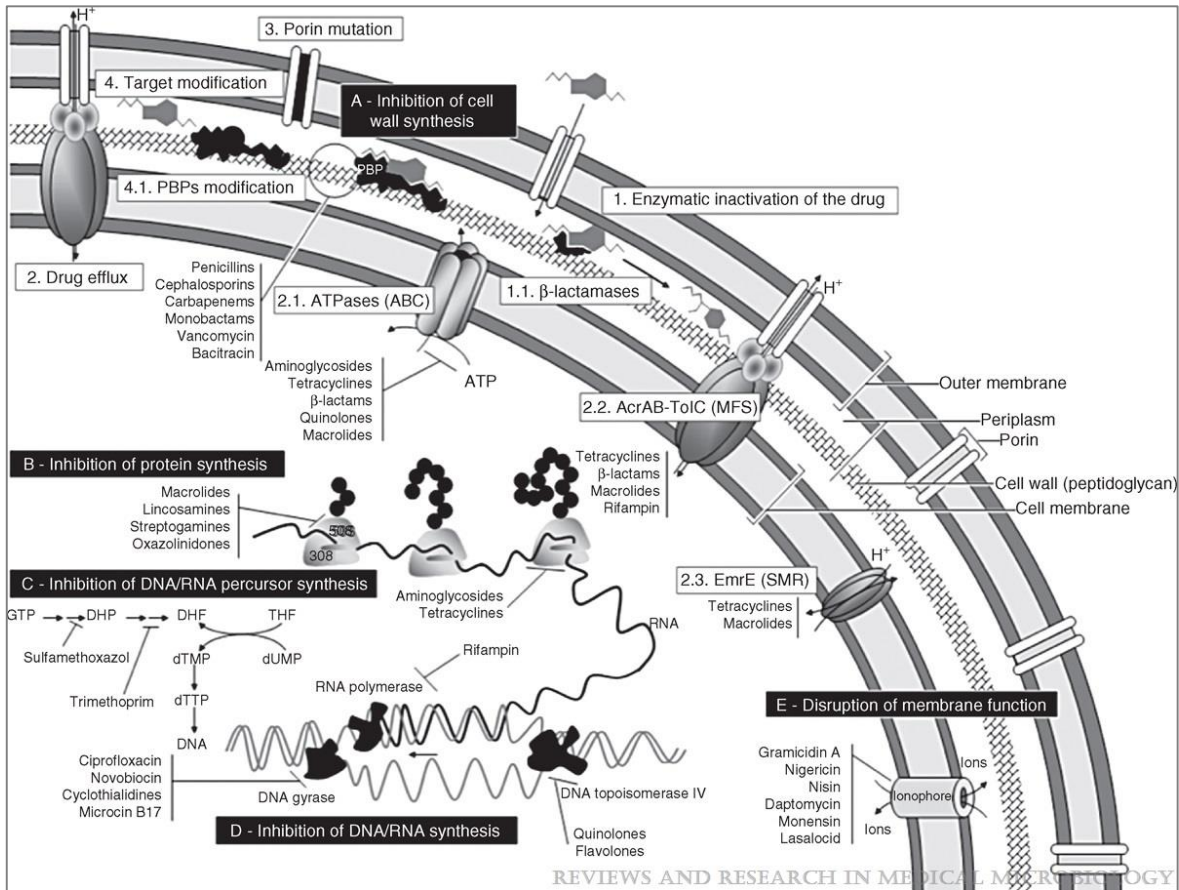 H+
3. Porin mutation
4. Target modification
A - Inhibition of cell
wall synthesis
PBP
4.1. PBPs modification
1. Enzymatic inactivation of the drug
2. Drug efflux
Penicillins
Cephalosporins
Carbapenems
Monobactams
Vancomycin
Bacitracin
2.1. ATPases (ABC)
1.1. β-lactamases
H+
Aminoglycosides
Tetracyclines
β-lactams
Quinolones
Macrolides
ATP
2.2. AcrAB-TolC (MFS)
Outer membrane
Periplasm
Porin
Cell wall (peptidoglycan)
Cell membrane
Tetracyclines
β-lactams
Macrolides
Rifampin
B - Inhibition of protein synthesis
Macrolides
Lincosamines
Streptogamines
Oxazolinidones
308
Aminoglycosides
Tetracyclines
H+
2.3. EmrE (SMR)
Tetracyclines
Macrolides
C - Inhibition of DNA/RNA percursor synthesis
GTP
DHP
DHF
THF
Sulfamethoxazol
dTMP
dUMP
Trimethoprim
dTTP
DNA
RNA
Rifampin
RNA polymerase
Ciprofloxacin
Novobiocin
Cyclothialidines
Microcin B17
DNA gyrase
DNA topoisomerase IV
D - Inhibition of DNA/RNA synthesis
Quinolones
Flavolones
E - Disruption of membrane function
Gramicidin A
Nigericin
Nisin
Daptomycin
Monensin
Lasalocid
Ions
Ionophore
Ions
REVIEWS AND RESEARCH IN MEDICAL MICROBIOLOGY